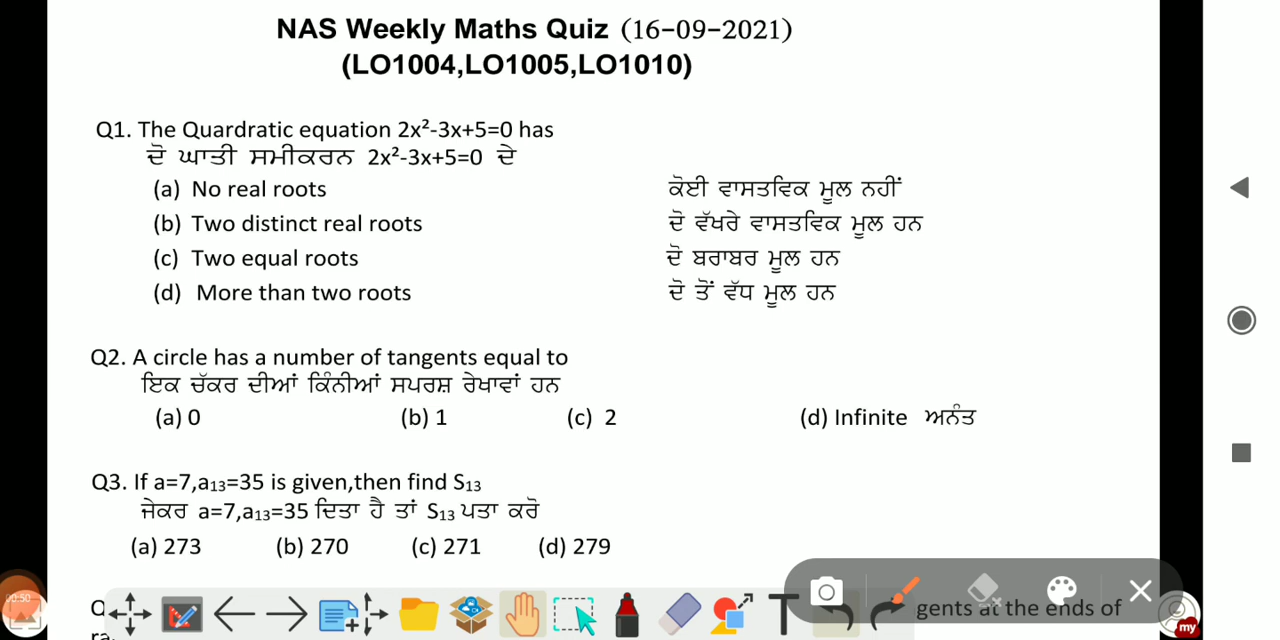 NAS Weekly Maths Quiz (16-09-2021)
(LO1004,LO1005,LO1010)
Q1. The Quardratic equation 2x²-3x+5=0 has
ਦੋ ਘਾਤੀ ਸਮੀਕਰਨ 2x²-3x+5=0 ਦੇ
(a) No real roots ਕੋਈ ਵਾਸਤਵਿਕ ਮੂਲ ਨਹੀਂ
(b) Two distinct real roots ਦੋ ਵੱਖਰੇ ਵਾਸਤਵਿਕ ਮੂਲ ਹਨ
(c) Two equal roots ਦੋ ਬਰਾਬਰ ਮੂਲ ਹਨ
(d) More than two roots ਦੋ ਤੋਂ ਵੱਧ ਮੂਲ ਹਨ
Q2. A circle has a number of tangents equal to
ਇਕ ਚੱਕਰ ਦੀਆਂ ਕਿੰਨੀਆਂ ਸਪਰਸ਼ ਰੇਖਾਵਾਂ ਹਨ
(a) 0 (b) 1 (c) 2 (d) Infinite ਅਨੰਤ
Q3. If a=7,a₁₃=35 is given,then find S₁₃
ਜੇਕਰ a=7,a₁₃=35 ਦਿਤਾ ਹੈ ਤਾਂ S₁₃ ਪਤਾ ਕਰੋ
(a) 273 (b) 270 (c) 271 (d) 279
00:50
gents at the ends of
my